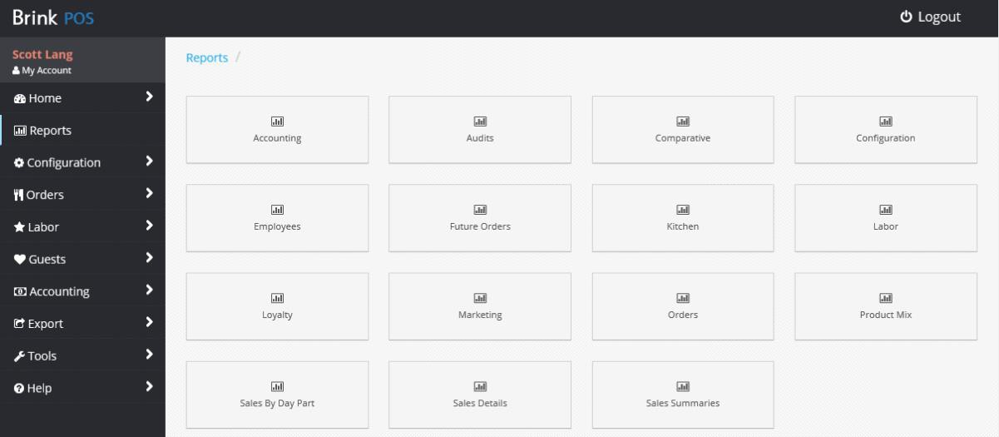 Brink POS
Logout
Scott Lang
My Account
Home
Reports
Configuration
Orders
Labor
Guests
Accounting
Export
Tools
Help
Reports /
Accounting
Audits
Comparative
Configuration
Employees
Future Orders
Kitchen
Labor
Loyalty
Marketing
Orders
Product Mix
Sales By Day Part
Sales Details
Sales Summaries